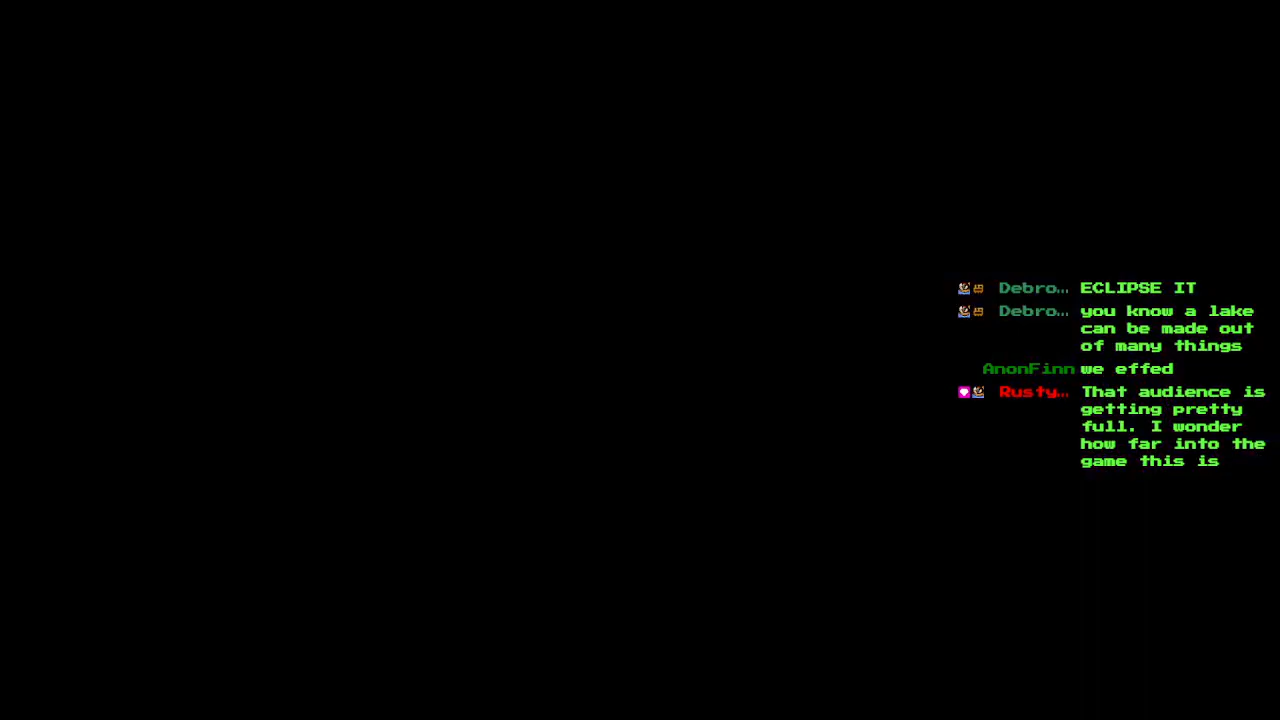 Debro… ECLIPSE IT
Debro… you know a lake
can be made out
of many things
AnonFinn we effed
Rusty… That audience is
getting pretty
full. I wonder
how far into the
game this is